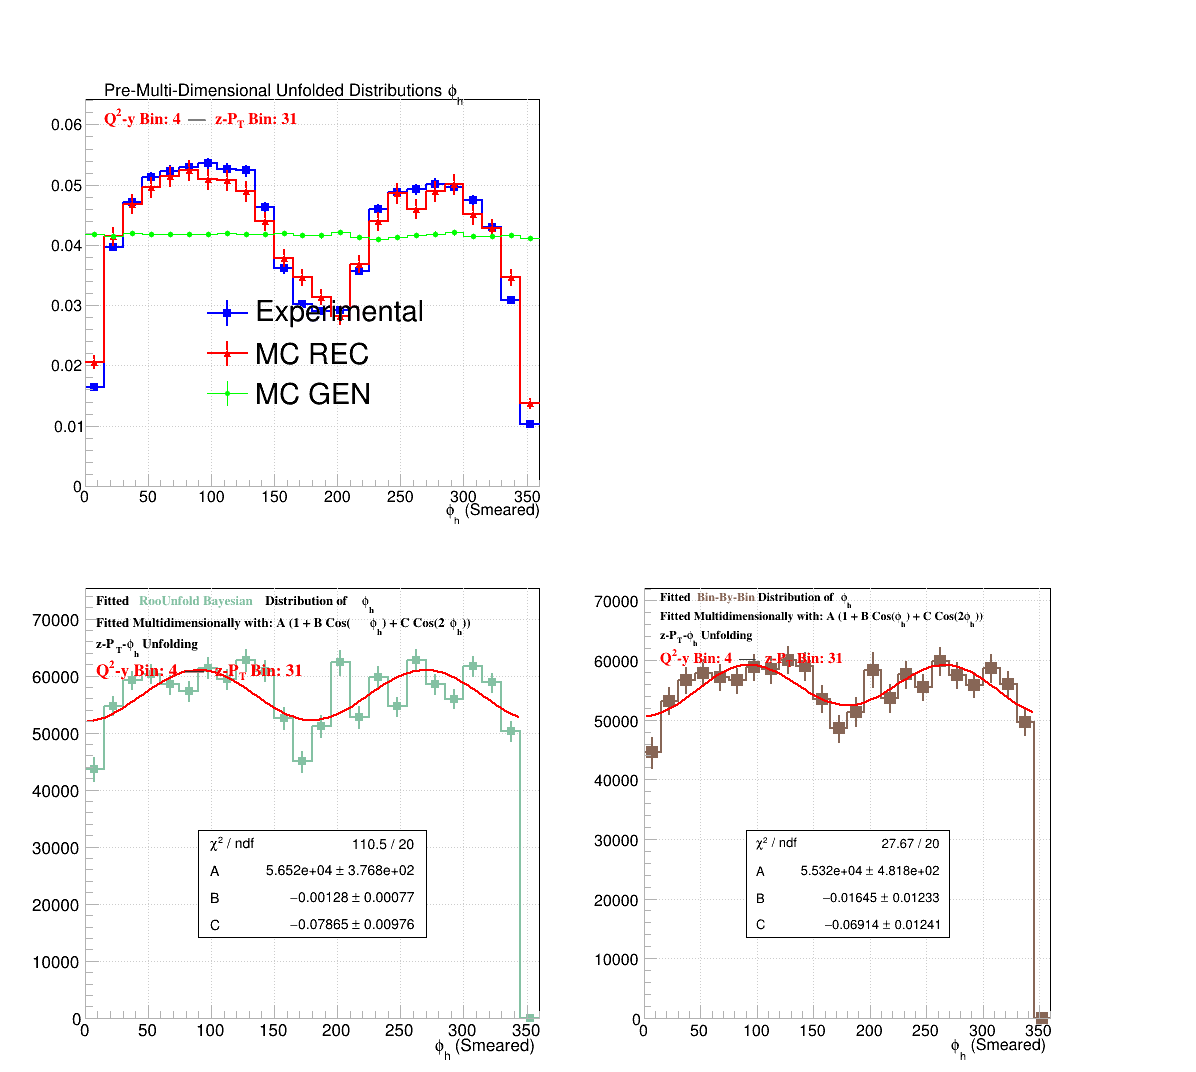 Pre-Multi-Dimensional Unfolded Distributions ϕh
Q2-y Bin: 4 — z-PT Bin: 31
0.06
0.05
0.04
0.03
0.02
0.01
0
Experimental
MC REC
MC GEN
0 50 100 150 200 250 300 350
ϕh (Smeared)
Fitted RooUnfold Bayesian Distribution of ϕh
Fitted Multidimensionally with: A (1 + B Cos( ϕh) + C Cos(2 ϕh))
z-PT-ϕh Unfolding
Q2-y Bin: 4 — z-PT Bin: 31
70000
60000
50000
40000
30000
20000
10000
0
χ2 / ndf 110.5 / 20
A 5.652e+04 ± 3.768e+02
B −0.00128 ± 0.00077
C −0.07865 ± 0.00976
0 50 100 150 200 250 300 350
ϕh (Smeared)
Fitted Bin-By-Bin Distribution of ϕh
Fitted Multidimensionally with: A (1 + B Cos(ϕh) + C Cos(2ϕh))
z-PT-ϕh Unfolding
Q2-y Bin: 4 — z-PT Bin: 31
70000
60000
50000
40000
30000
20000
10000
0
χ2 / ndf 27.67 / 20
A 5.532e+04 ± 4.818e+02
B −0.01645 ± 0.01233
C −0.06914 ± 0.01241
0 50 100 150 200 250 300 350
ϕh (Smeared)